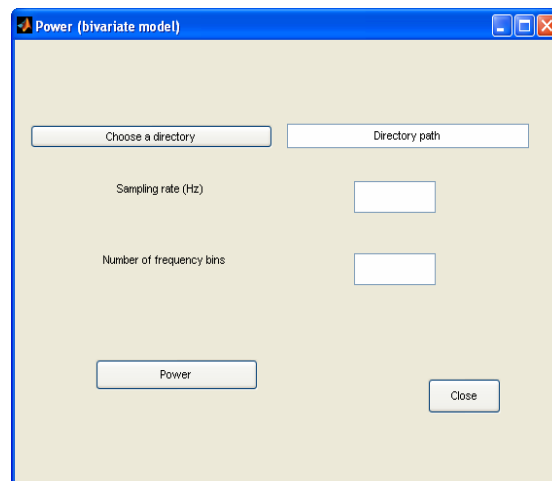 Power (bivariate model)
Choose a directory
Directory path
Sampling rate (Hz)
Number of frequency bins
Power
Close